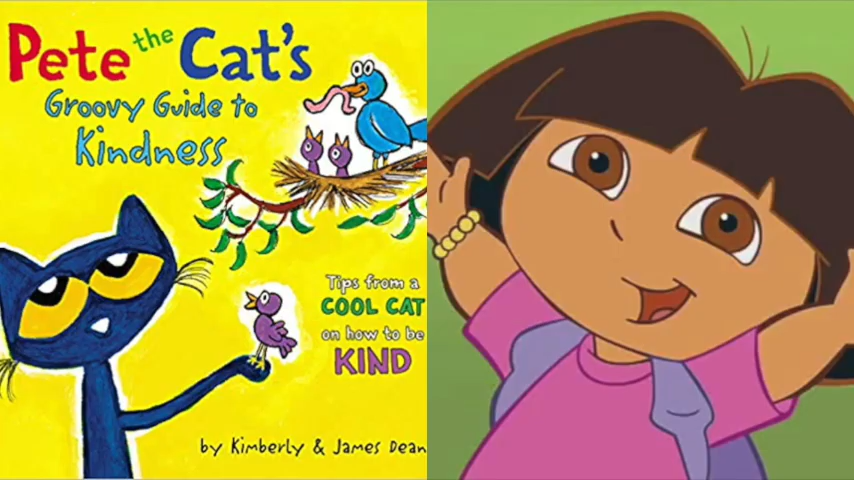 Pete the Cat's
Groovy Guide to
Kindness
Tips from a
COOL CAT
on how to be
KIND
by Kimberly & James Dean